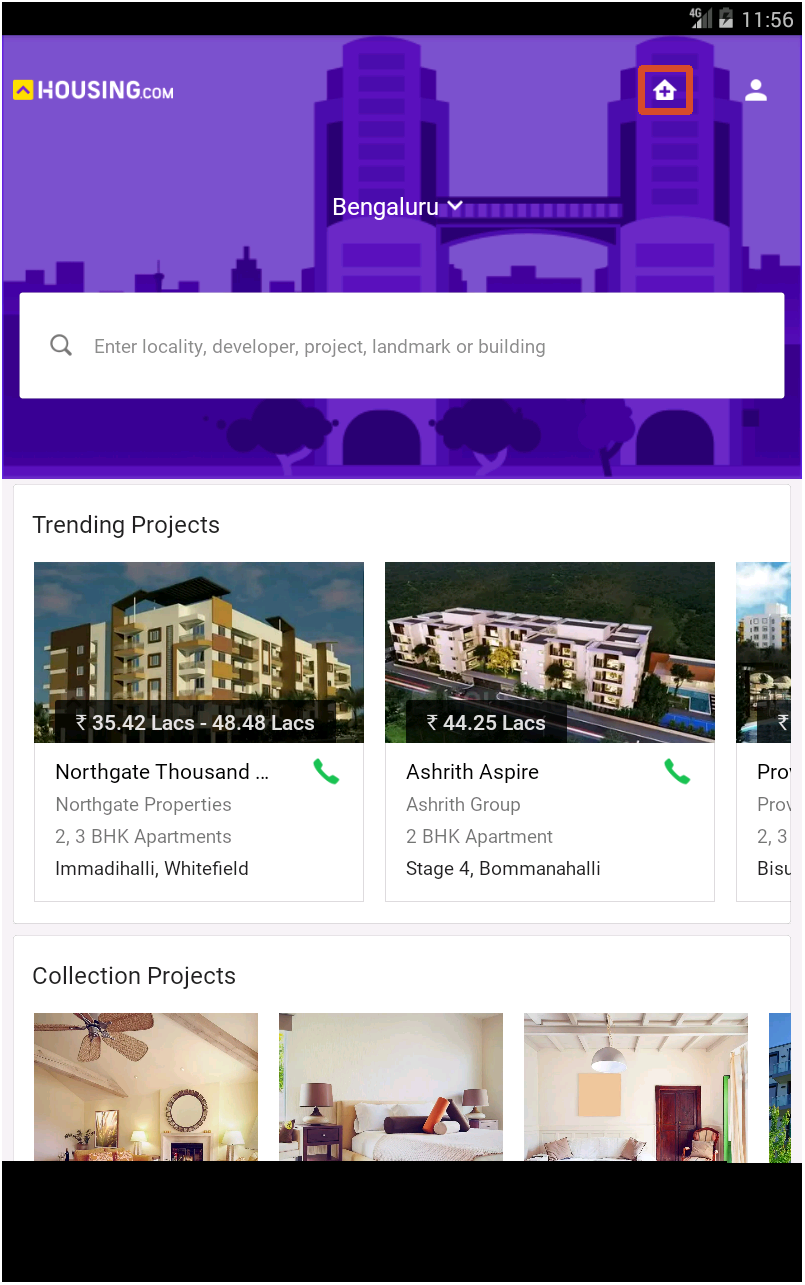 4G 11:56
HOUSING.COM
Bengaluru
Enter locality, developer, project, landmark or building
Trending Projects
₹ 35.42 Lacs - 48.48 Lacs
₹ 44.25 Lacs
₹
Northgate Thousand ...
Northgate Properties
2, 3 BHK Apartments
Immadihalli, Whitefield
Ashrith Aspire
Ashrith Group
2 BHK Apartment
Stage 4, Bommanahalli
Prov
Prov
2, 3
Bisu
Collection Projects